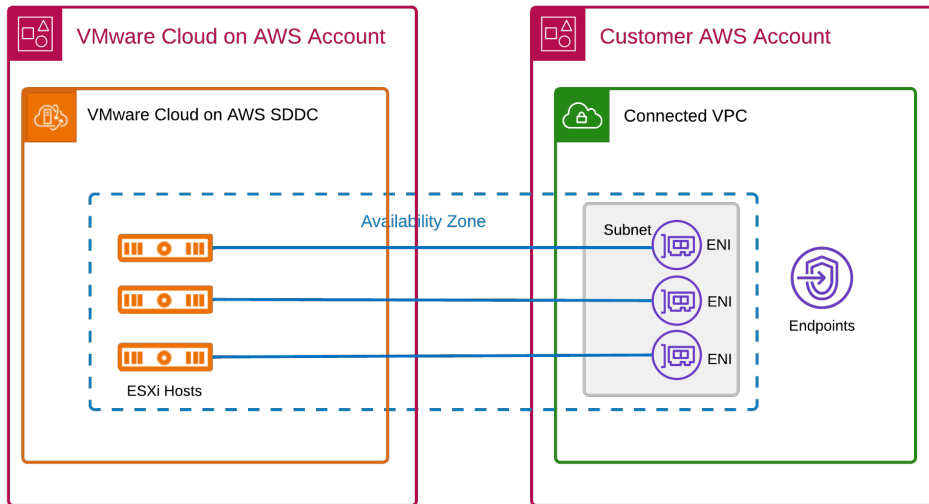 VMware Cloud on AWS Account
Customer AWS Account
VMware Cloud on AWS SDDC
Connected VPC
Availability Zone
Subnet
ENI
ENI
ENI
ESXi Hosts
Endpoints